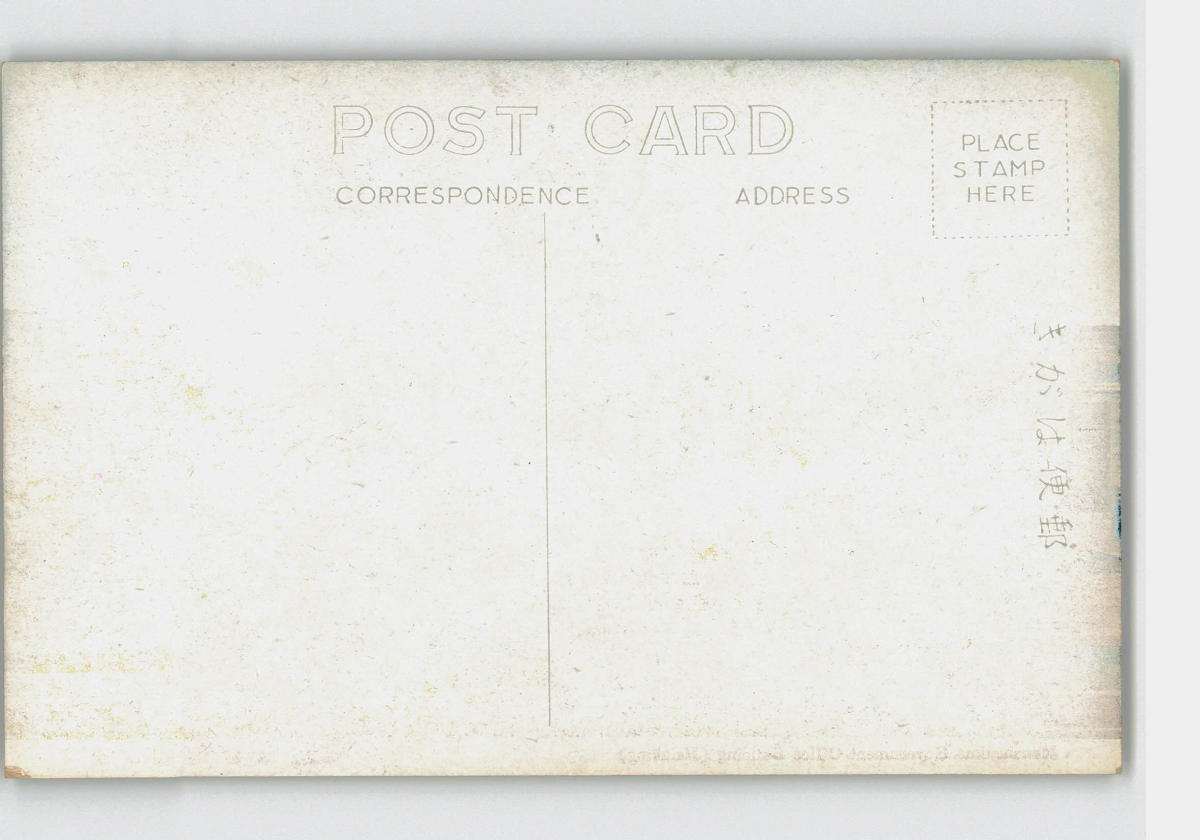 POST CARD
CORRESPONDENCE
ADDRESS
PLACE
STAMP
HERE
きがは便郵